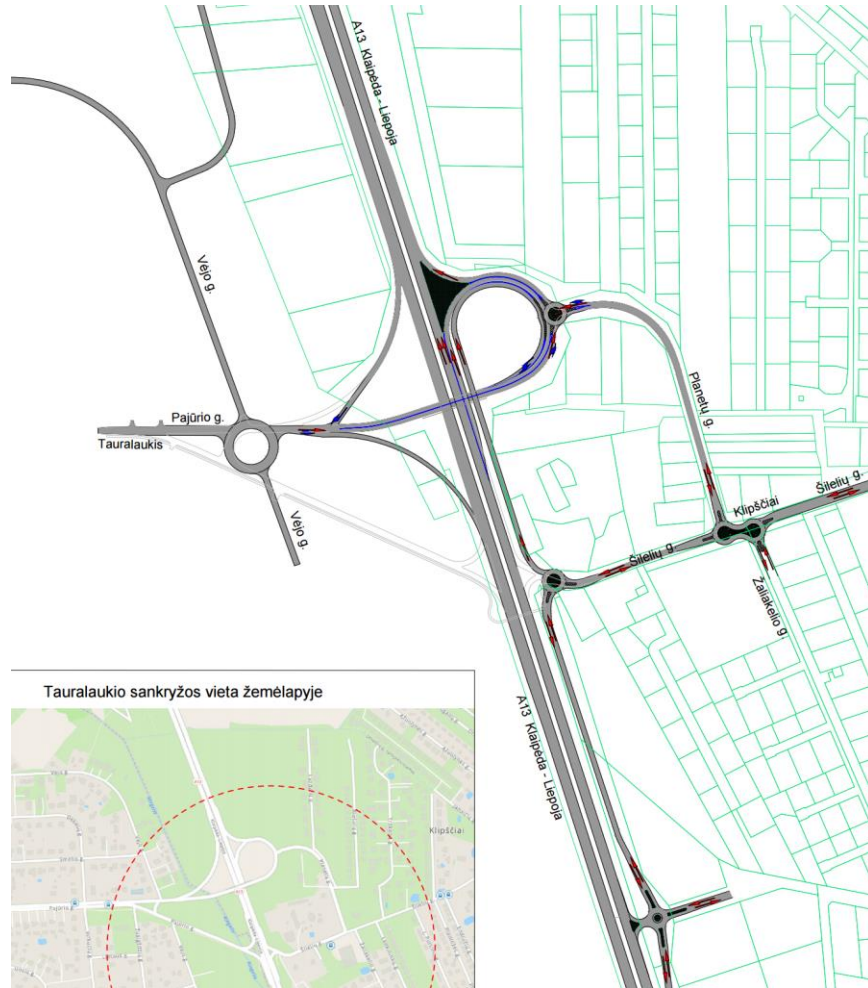 A13 Klaipėda - Liepoja
Vėjo g.
Pajūrio g.
Tauralaukis
Vėjo g.
Planetų g.
Klipščiai
Šilelių g.
Šilelių g.
Žaliakelio g.
A13 Klaipėda - Liepoja
Tauralaukio sankryžos vieta žemėlapyje
Klipščiai